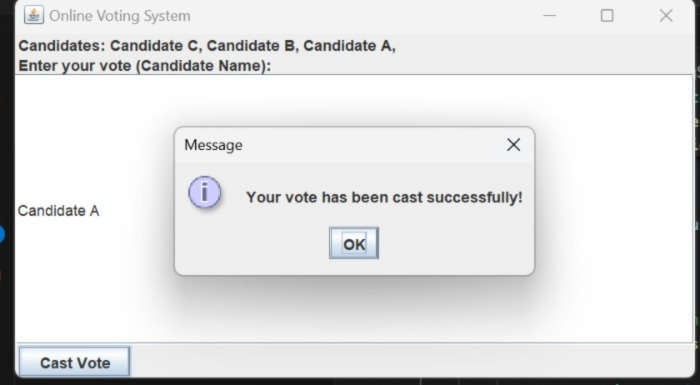 Online Voting System
Candidates: Candidate C, Candidate B, Candidate A,
Enter your vote (Candidate Name):
Message
Your vote has been cast successfully!
OK
Candidate A
Cast Vote